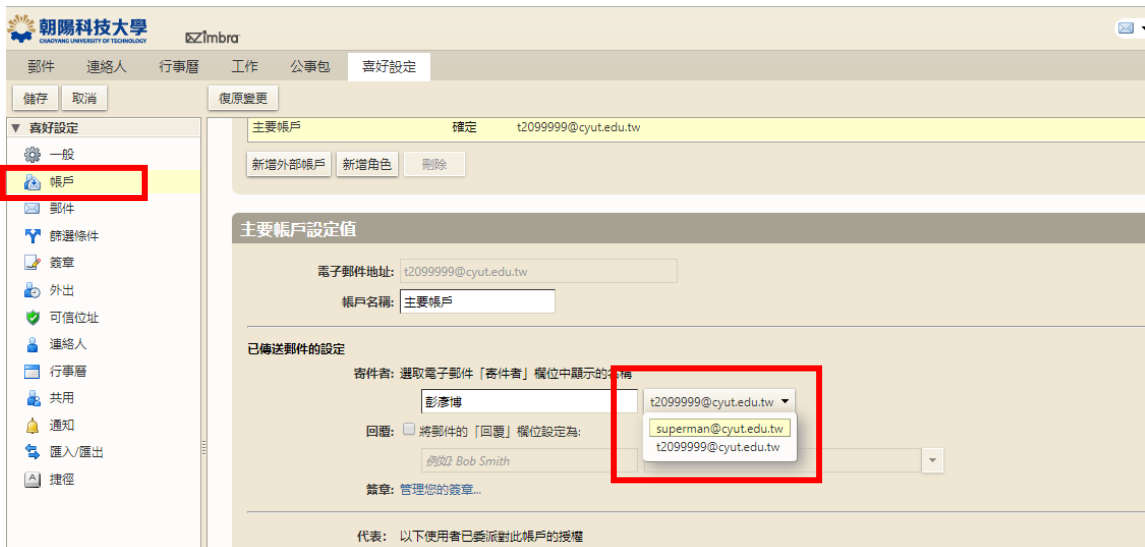 朝陽科技大學
CHAOYANG UNIVERSITY OF TECHNOLOGY
zimbra
郵件 連絡人 行事曆 工作 公事包 喜好設定
儲存 取消 復原變更
喜好設定
一般
帳戶
郵件
篩選條件
簽章
外出
可信位址
連絡人
行事曆
共用
通知
匯入/匯出
捷徑
主要帳戶 確定 t2099999@cyut.edu.tw
新增外部帳戶 新增角色 刪除
主要帳戶設定值
電子郵件地址: t2099999@cyut.edu.tw
帳戶名稱: 主要帳戶
已傳送郵件的設定
寄件者: 選取電子郵件「寄件者」欄位中顯示的名稱
彭彥博 t2099999@cyut.edu.tw
superman@cyut.edu.tw
t2099999@cyut.edu.tw
回覆: 將郵件的「回覆」欄位設定為:
例如: Bob Smith
簽章: 管理您的簽章...
代表: 以下使用者已委派對此帳戶的授權